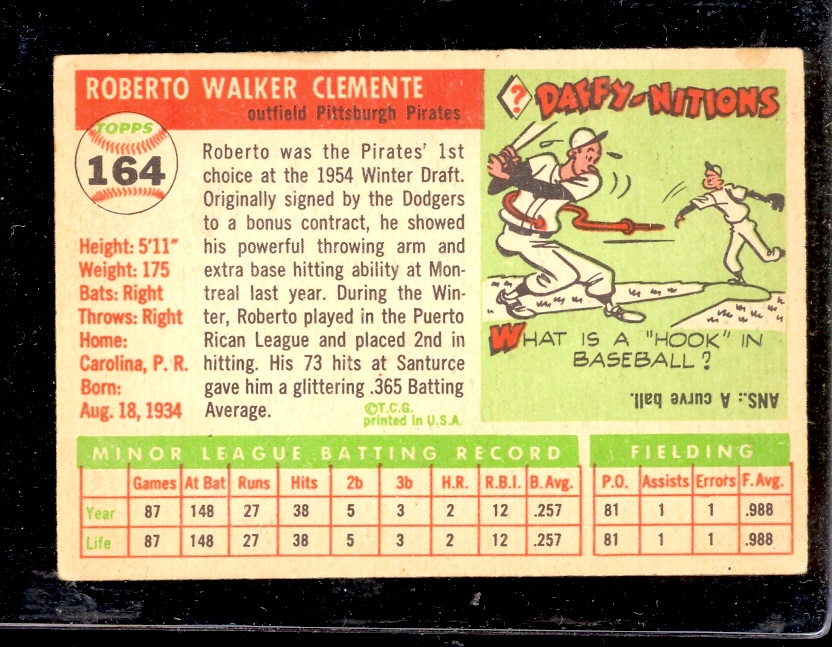 ROBERTO WALKER CLEMENTE
outfield Pittsburgh Pirates
TOPPS
164
Height: 5'11"
Weight: 175
Bats: Right
Throws: Right
Home:
Carolina, P. R.
Born:
Aug. 18, 1934
Roberto was the Pirates' 1st
choice at the 1954 Winter Draft.
Originally signed by the Dodgers
to a bonus contract, he showed
his powerful throwing arm and
extra base hitting ability at Mon-
treal last year. During the Win-
ter, Roberto played in the Puerto
Rican League and placed 2nd in
hitting. His 73 hits at Santurce
gave him a glittering .365 Batting
Average.
©T.C.G.
printed in U.S.A.
? DAFFY-NITIONS
WHAT IS A "HOOK" IN
BASEBALL?
ANS.: A curve ball.
MINOR LEAGUE BATTING RECORD
Games At Bat Runs Hits 2b 3b H.R. R.B.I. B. Avg.
Year 87 148 27 38 5 3 2 12 .257
Life 87 148 27 38 5 3 2 12 .257
FIELDING
P.O. Assists Errors F. Avg.
81 1 1 .988
81 1 1 .988